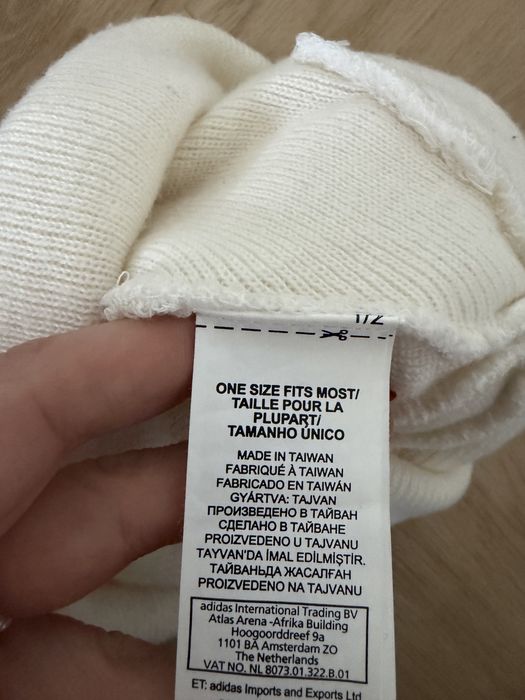 1/2
ONE SIZE FITS MOST/
TAILLE POUR LA
PLUPART/
TAMANHO ÚNICO
MADE IN TAIWAN
FABRIQUÉ À TAIWAN
FABRICADO EN TAIWÁN
GYÁRTVA: TAJVAN
ПРОИЗВЕДЕНО В ТАЙВАН
СДЕЛАНО В ТАЙВАНЕ
PROIZVEDENO U TAJVANU
TAYVAN'DA İMAL EDİLMİŞTİR.
ТАЙВАНЬДА ЖАСАЛҒАН
PROIZVEDENO NA TAJVANU
adidas International Trading BV
Atlas Arena -Afrika Building
Hoogoorddreef 9a
1101 BA Amsterdam ZO
The Netherlands
VAT NO. NL 8073.01.322.B.01
ET: adidas Imports and Exports Ltd